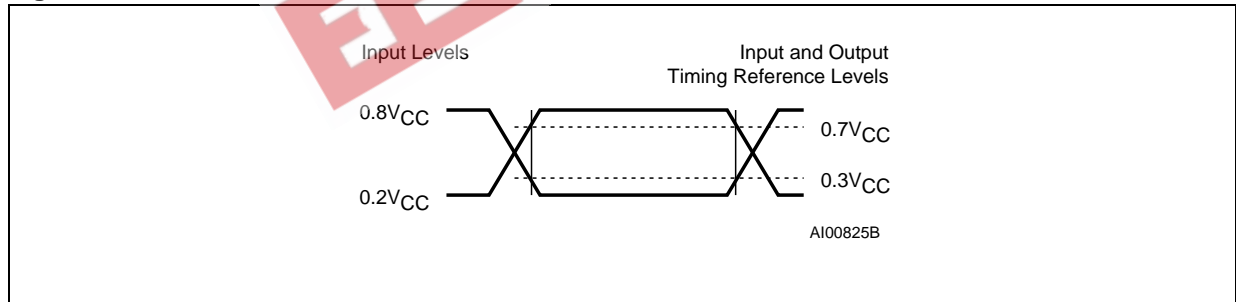 Input Levels
Input and Output
Timing Reference Levels
0.8VCC
0.7VCC
0.3VCC
0.2VCC
AI00825B